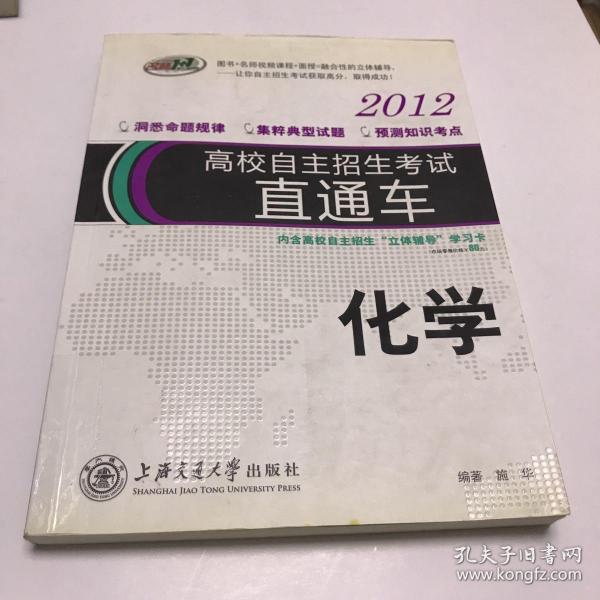 图书+名师视频课程+面授=融合性的立体辅导,
——让你自主招生考试获取高分,取得成功!
2012
洞悉命题规律 集粹典型试题 预测知识考点
高校自主招生考试
直通车
内含高校自主招生“立体辅导”学习卡
化学
上海交通大学出版社
SHANGHAI JIAO TONG UNIVERSITY PRESS
编著 施 华
孔夫子旧书网
www.kongfz.com